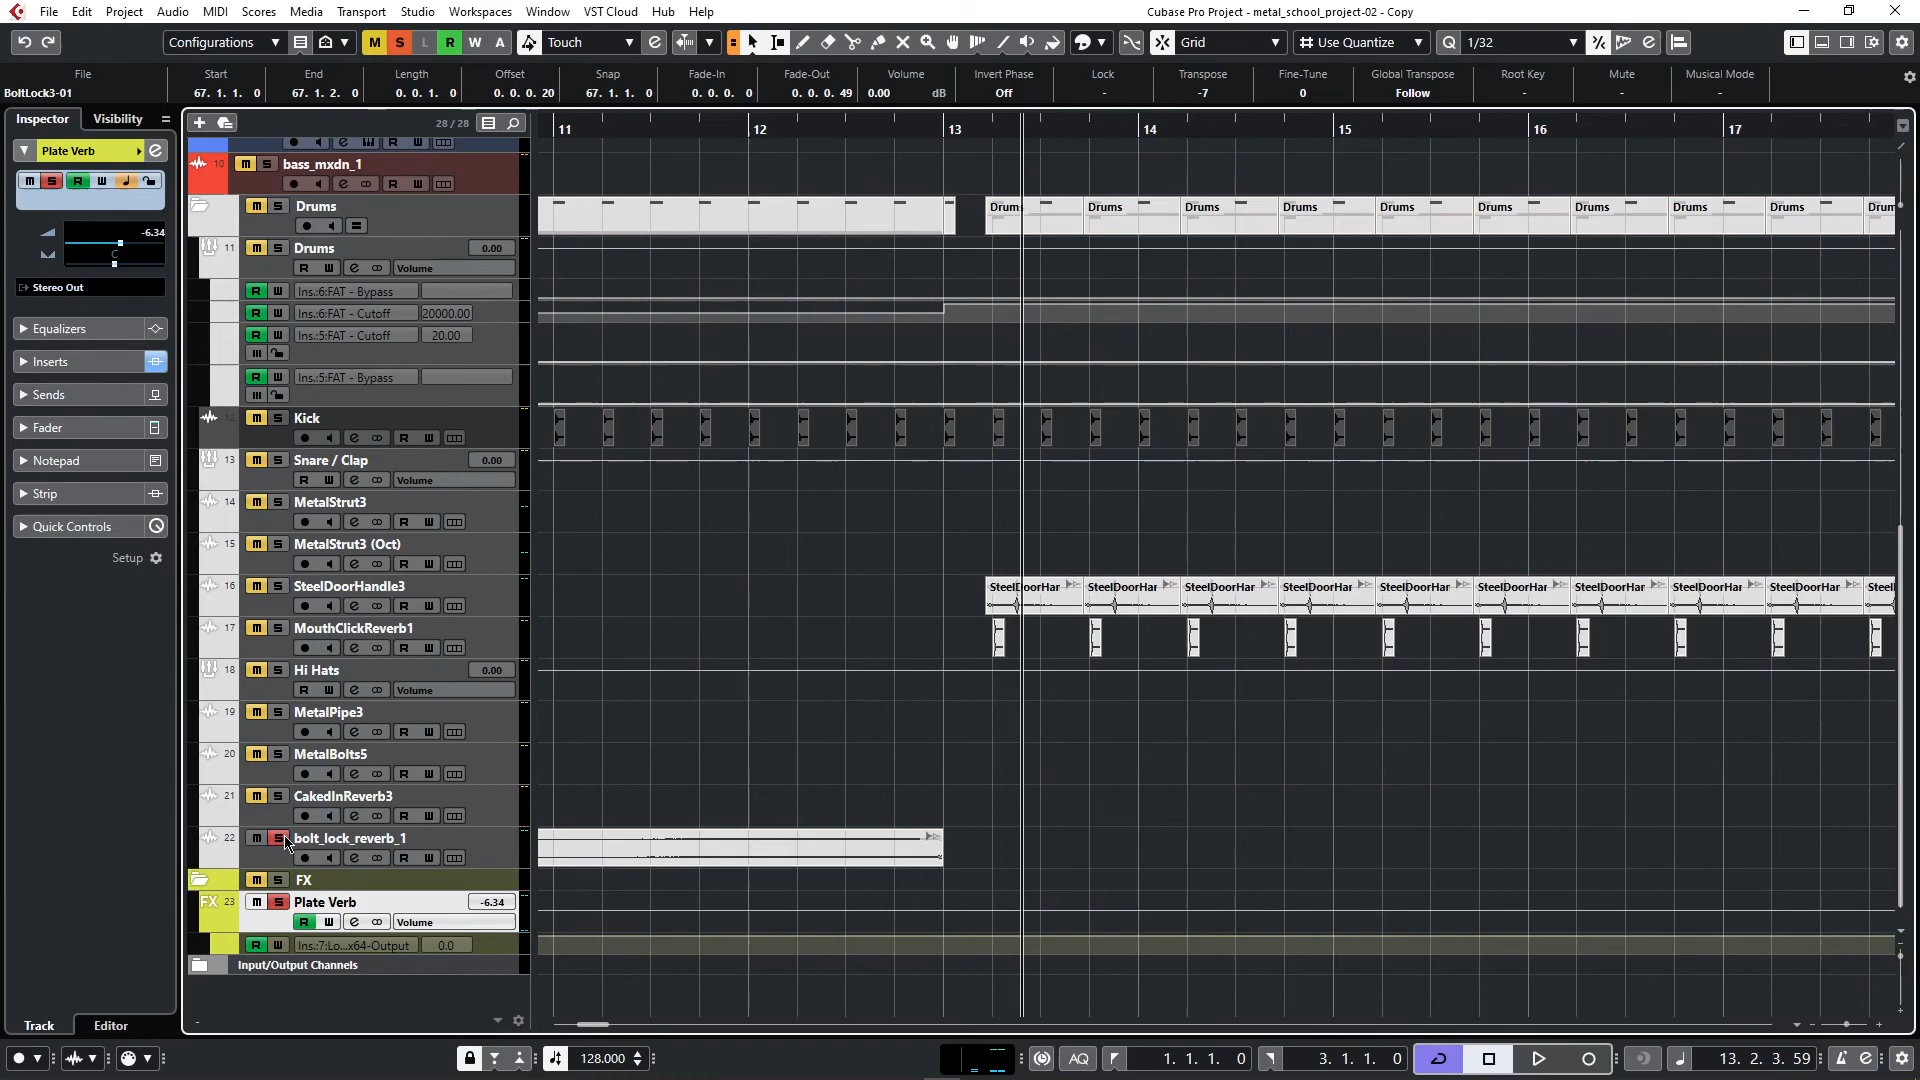 File Edit Project Audio MIDI Scores Media Transport Studio Workspaces Window VST Cloud Hub Help
Cubase Pro Project - metal_school_project-02 - Copy
Configurations M S L R W A Touch Grid Use Quantize Q 1/32
File Start End Length Offset Snap Fade-In Fade-Out Volume Invert Phase Lock Transpose Fine-Tune Global Transpose Root Key Mute Musical Mode
BoltLock3-01 67. 1. 1. 0 67. 1. 2. 0 0. 0. 1. 0 0. 0. 0. 20 67. 1. 1. 0 0. 0. 0. 0 0. 0. 0. 49 0.00 dB Off - -7 0 Follow - - -
Inspector Visibility
28 / 28
11 12 13 14 15 16 17
Plate Verb
M S R W
-6.34
C
Stereo Out
Equalizers
Inserts
Sends
Fader
Notepad
Strip
Quick Controls
Setup
R W
10 M S bass_mxdn_1
R W
M S Drums
Drums Drums Drums Drums Drums Drums Drums Drums Drums Drum
11 M S Drums 0.00
R W Volume
R W Ins.:6:FAT - Bypass
R W Ins.:6:FAT - Cutoff 20000.00
R W Ins.:5:FAT - Cutoff 20.00
R W Ins.:5:FAT - Bypass
12 M S Kick
R W
13 M S Snare / Clap 0.00
R W Volume
14 M S MetalStrut3
R W
15 M S MetalStrut3 (Oct)
R W
16 M S SteelDoorHandle3
SteelDoorHar SteelDoorHar SteelDoorHar SteelDoorHar SteelDoorHar SteelDoorHar SteelDoorHar SteelDoorHar SteelDoorHar Steel
R W
17 M S MouthClickReverb1
R W
18 M S Hi Hats 0.00
R W Volume
19 M S MetalPipe3
R W
20 M S MetalBolts5
R W
21 M S CakedInReverb3
R W
22 M S bolt_lock_reverb_1
R W
M S FX
FX 23 M S Plate Verb -6.34
R W Volume
R W Ins.:7:Lo...x64-Output 0.0
Input/Output Channels
-
Track Editor
128.000 AQ 1. 1. 1. 0 3. 1. 1. 0 13. 2. 3. 59